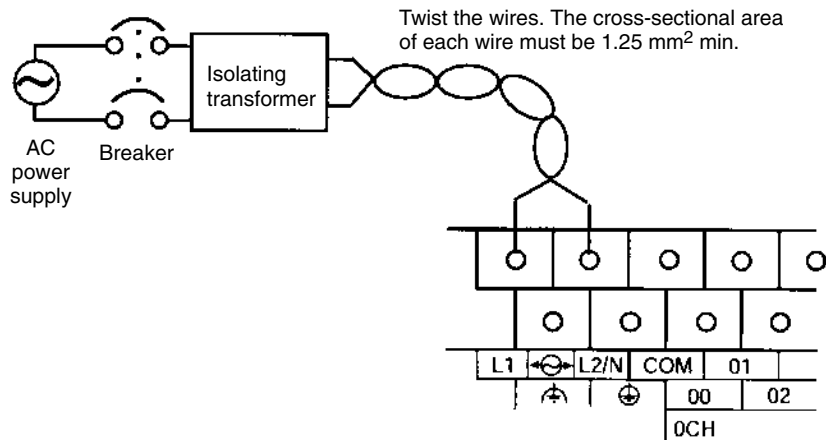 Twist the wires. The cross-sectional area
of each wire must be 1.25 mm² min.
Isolating
transformer
AC
power
supply
Breaker
L1 L2/N COM 01
00 02
0CH